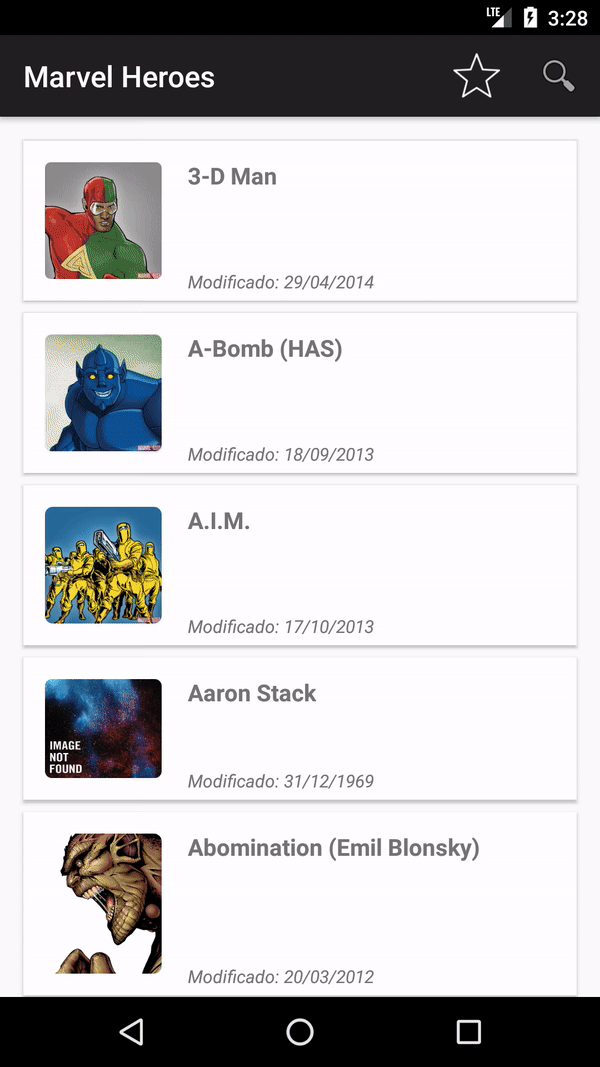 LTE 3:28
Marvel Heroes
3-D Man
Modificado: 29/04/2014
A-Bomb (HAS)
Modificado: 18/09/2013
A.I.M.
Modificado: 17/10/2013
Aaron Stack
IMAGE
NOT
FOUND
Modificado: 31/12/1969
Abomination (Emil Blonsky)
Modificado: 20/03/2012